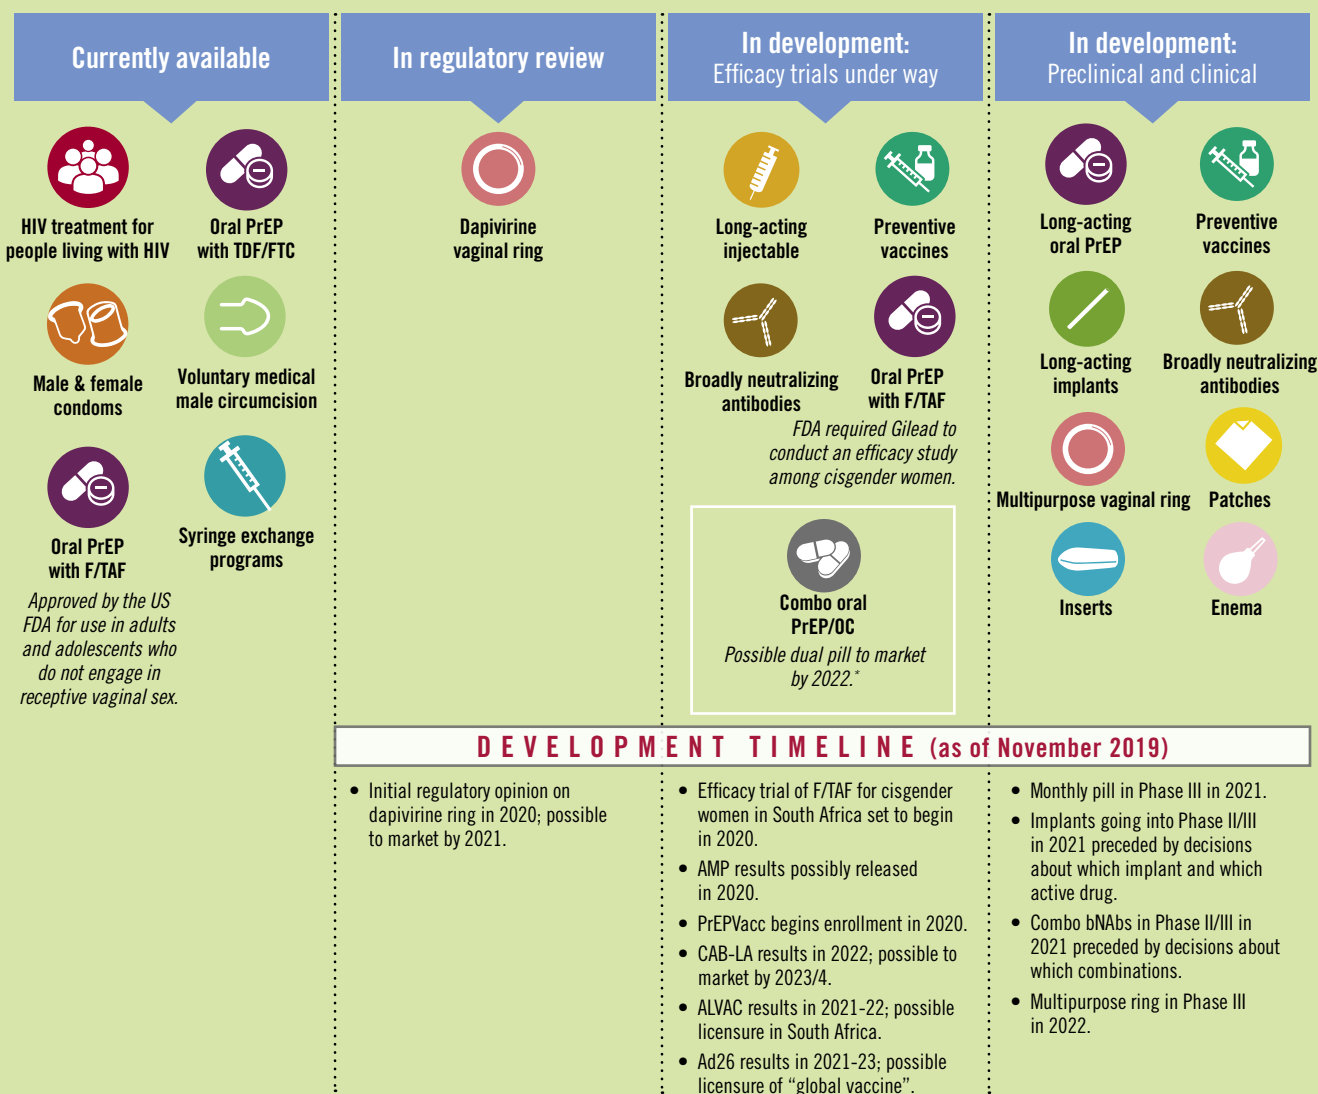 Currently available
HIV treatment for
people living with HIV
Oral PrEP
with TDF/FTC
Male & female
condoms
Voluntary medical
male circumcision
Oral PrEP
with F/TAF
Approved by the US
FDA for use in adults
and adolescents who
do not engage in
receptive vaginal sex.
Syringe exchange
programs
In regulatory review
Dapivirine
vaginal ring
In development:
Efficacy trials under way
Long-acting
injectable
Preventive
vaccines
Broadly neutralizing
antibodies
Oral PrEP
with F/TAF
FDA required Gilead to
conduct an efficacy study
among cisgender women.
Combo oral
PrEP/OC
Possible dual pill to market
by 2022.*
In development:
Preclinical and clinical
Long-acting
oral PrEP
Preventive
vaccines
Long-acting
implants
Broadly neutralizing
antibodies
Multipurpose vaginal ring
Patches
Inserts
Enema
DEVELOPMENT TIMELINE (as of November 2019)
• Initial regulatory opinion on
dapivirine ring in 2020; possible
to market by 2021.
• Efficacy trial of F/TAF for cisgender
women in South Africa set to begin
in 2020.
• AMP results possibly released
in 2020.
• PrEPVacc begins enrollment in 2020.
• CAB-LA results in 2022; possible to
market by 2023/4.
• ALVAC results in 2021-22; possible
licensure in South Africa.
• Ad26 results in 2021-23; possible
licensure of “global vaccine”.
• Monthly pill in Phase III in 2021.
• Implants going into Phase II/III
in 2021 preceded by decisions
about which implant and which
active drug.
• Combo bNAbs in Phase II/III in
2021 preceded by decisions about
which combinations.
• Multipurpose ring in Phase III
in 2022.